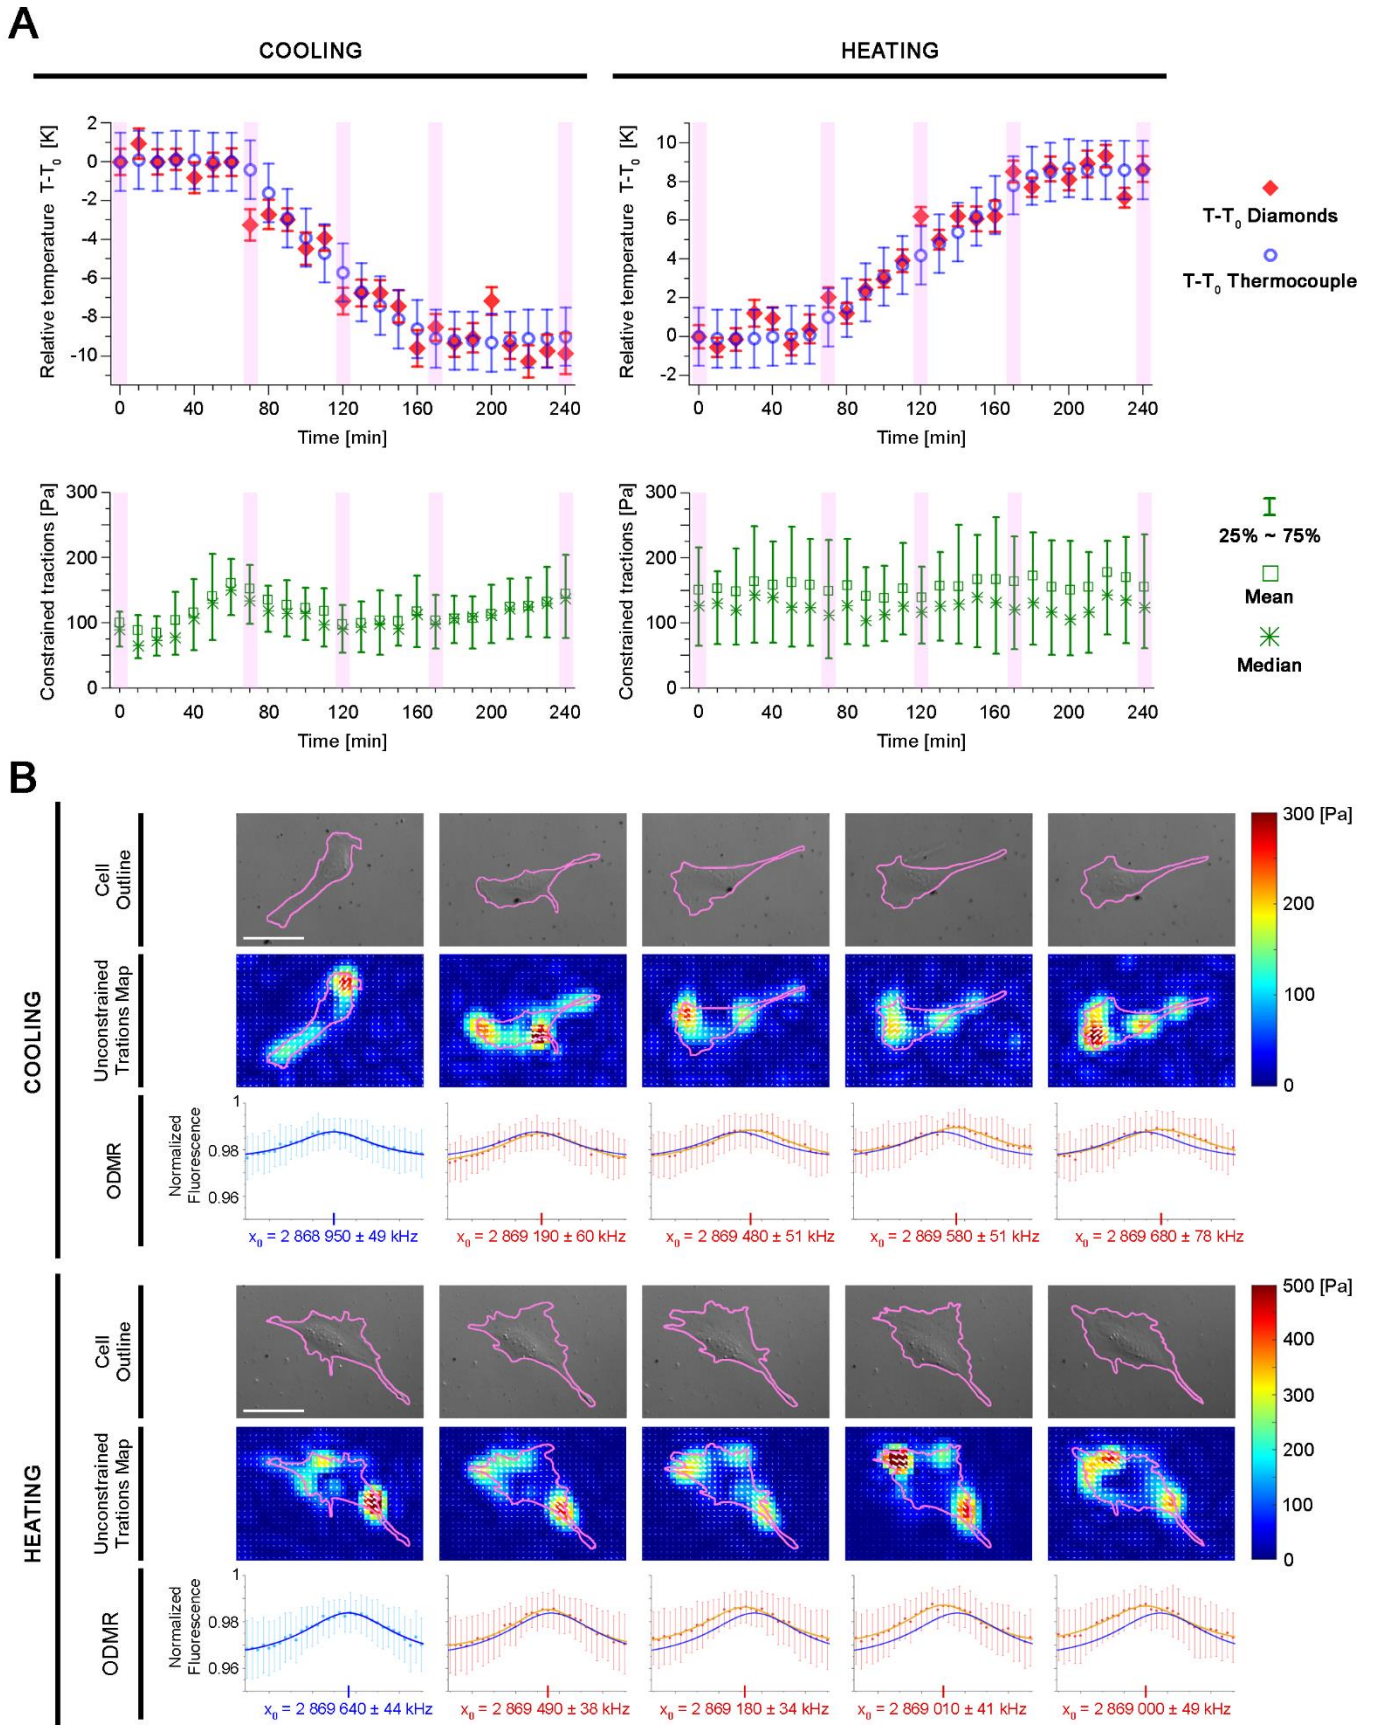 A
COOLING
HEATING
Relative temperature T-T₀ [K]
2
0
-2
-4
-6
-8
-10
0 40 80 120 160 200 240
Time [min]
Relative temperature T-T₀ [K]
10
8
6
4
2
0
-2
0 40 80 120 160 200 240
Time [min]
T-T₀ Diamonds
T-T₀ Thermocouple
Constrained tractions [Pa]
300
200
100
0
0 40 80 120 160 200 240
Time [min]
Constrained tractions [Pa]
300
200
100
0
0 40 80 120 160 200 240
Time [min]
25% ~ 75%
Mean
Median
B
COOLING
Cell
Outline
Unconstrained
Trations Map
300 [Pa]
200
100
0
ODMR
Normalized
Fluorescence
1
0.98
0.96
x₀ = 2 868 950 ± 49 kHz
x₀ = 2 869 190 ± 60 kHz
x₀ = 2 869 480 ± 51 kHz
x₀ = 2 869 580 ± 51 kHz
x₀ = 2 869 680 ± 78 kHz
HEATING
Cell
Outline
Unconstrained
Trations Map
500 [Pa]
400
300
200
100
0
ODMR
Normalized
Fluorescence
1
0.98
0.96
x₀ = 2 869 640 ± 44 kHz
x₀ = 2 869 490 ± 38 kHz
x₀ = 2 869 180 ± 34 kHz
x₀ = 2 869 010 ± 41 kHz
x₀ = 2 869 000 ± 49 kHz